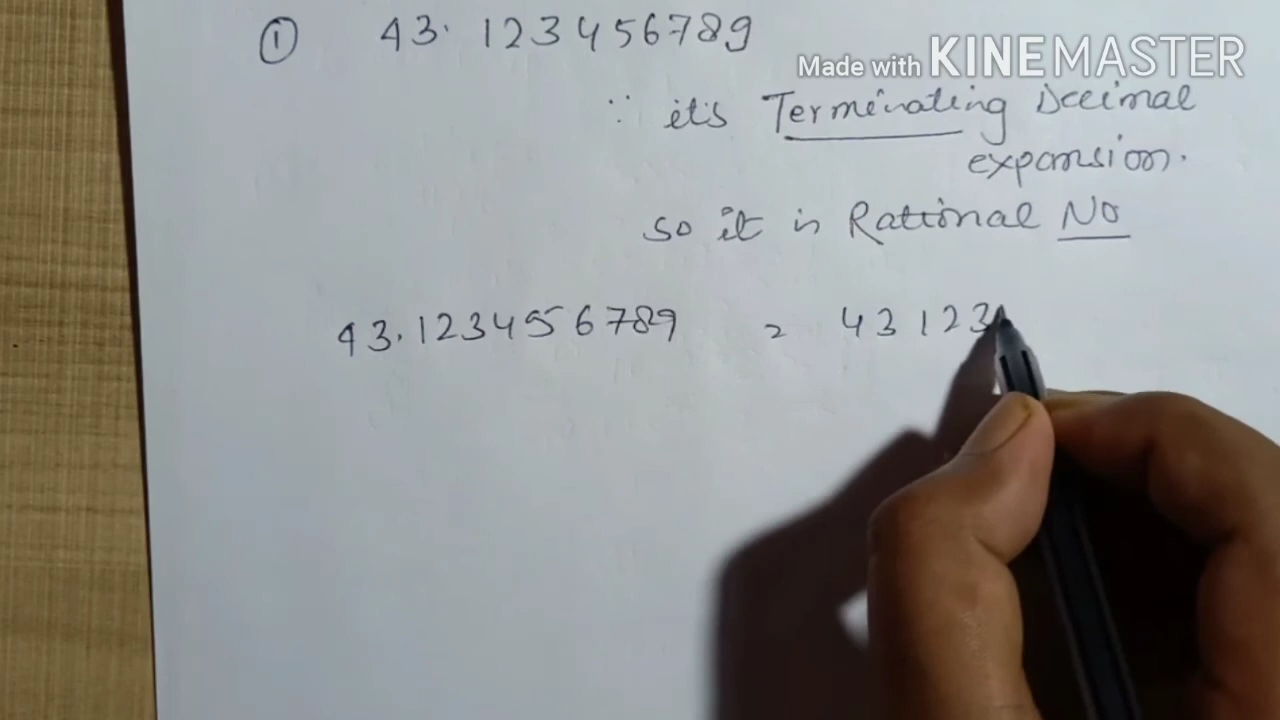 ① 43. 123456789
Made with KINEMASTER
∵ it's Terminating Decimal
expansion.
so it is Rational No
43.123456789 = 43123